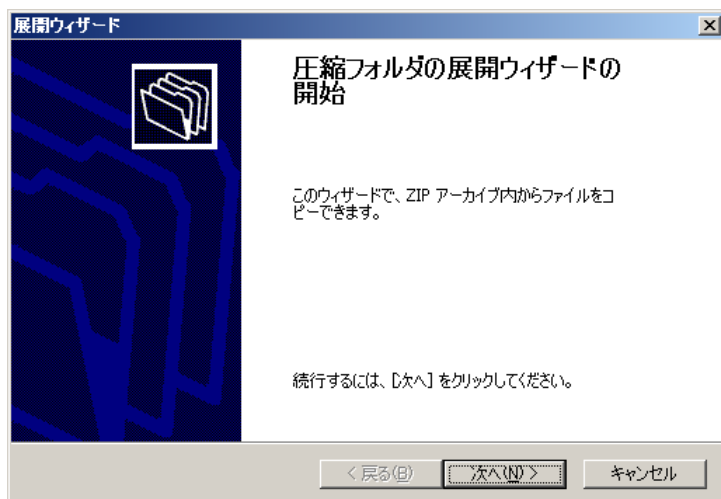 展開ウィザード
圧縮フォルダの展開ウィザードの
開始
このウィザードで、ZIP アーカイブ内からファイルをコ
ピーできます。
続行するには、[次へ] をクリックしてください。
< 戻る(B)
次へ(N) >
キャンセル